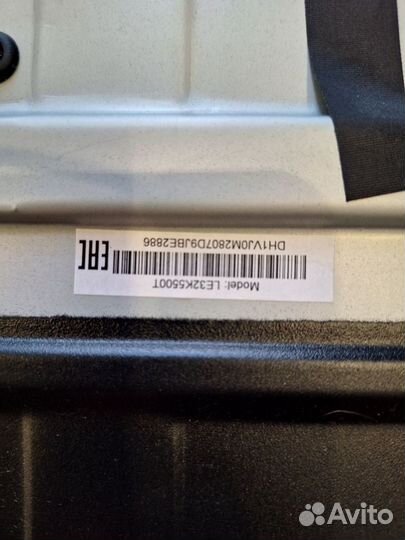 Model: LE32K5500T
DH1VJ0M2807D9JBE2886
EAC
Avito